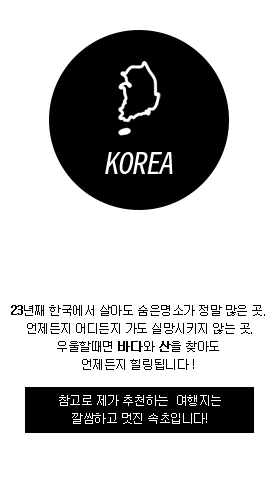 KOREA
23년째 한국에서 살아도 숨은명소가 정말 많은 곳,
언제든지 어디든지 가도 실망시키지 않는 곳,
우울할때면 바다와 산을 찾아도
언제든지 힐링됩니다!
참고로 제가 추천하는 여행지는
깔쌈하고 멋진 속초입니다!